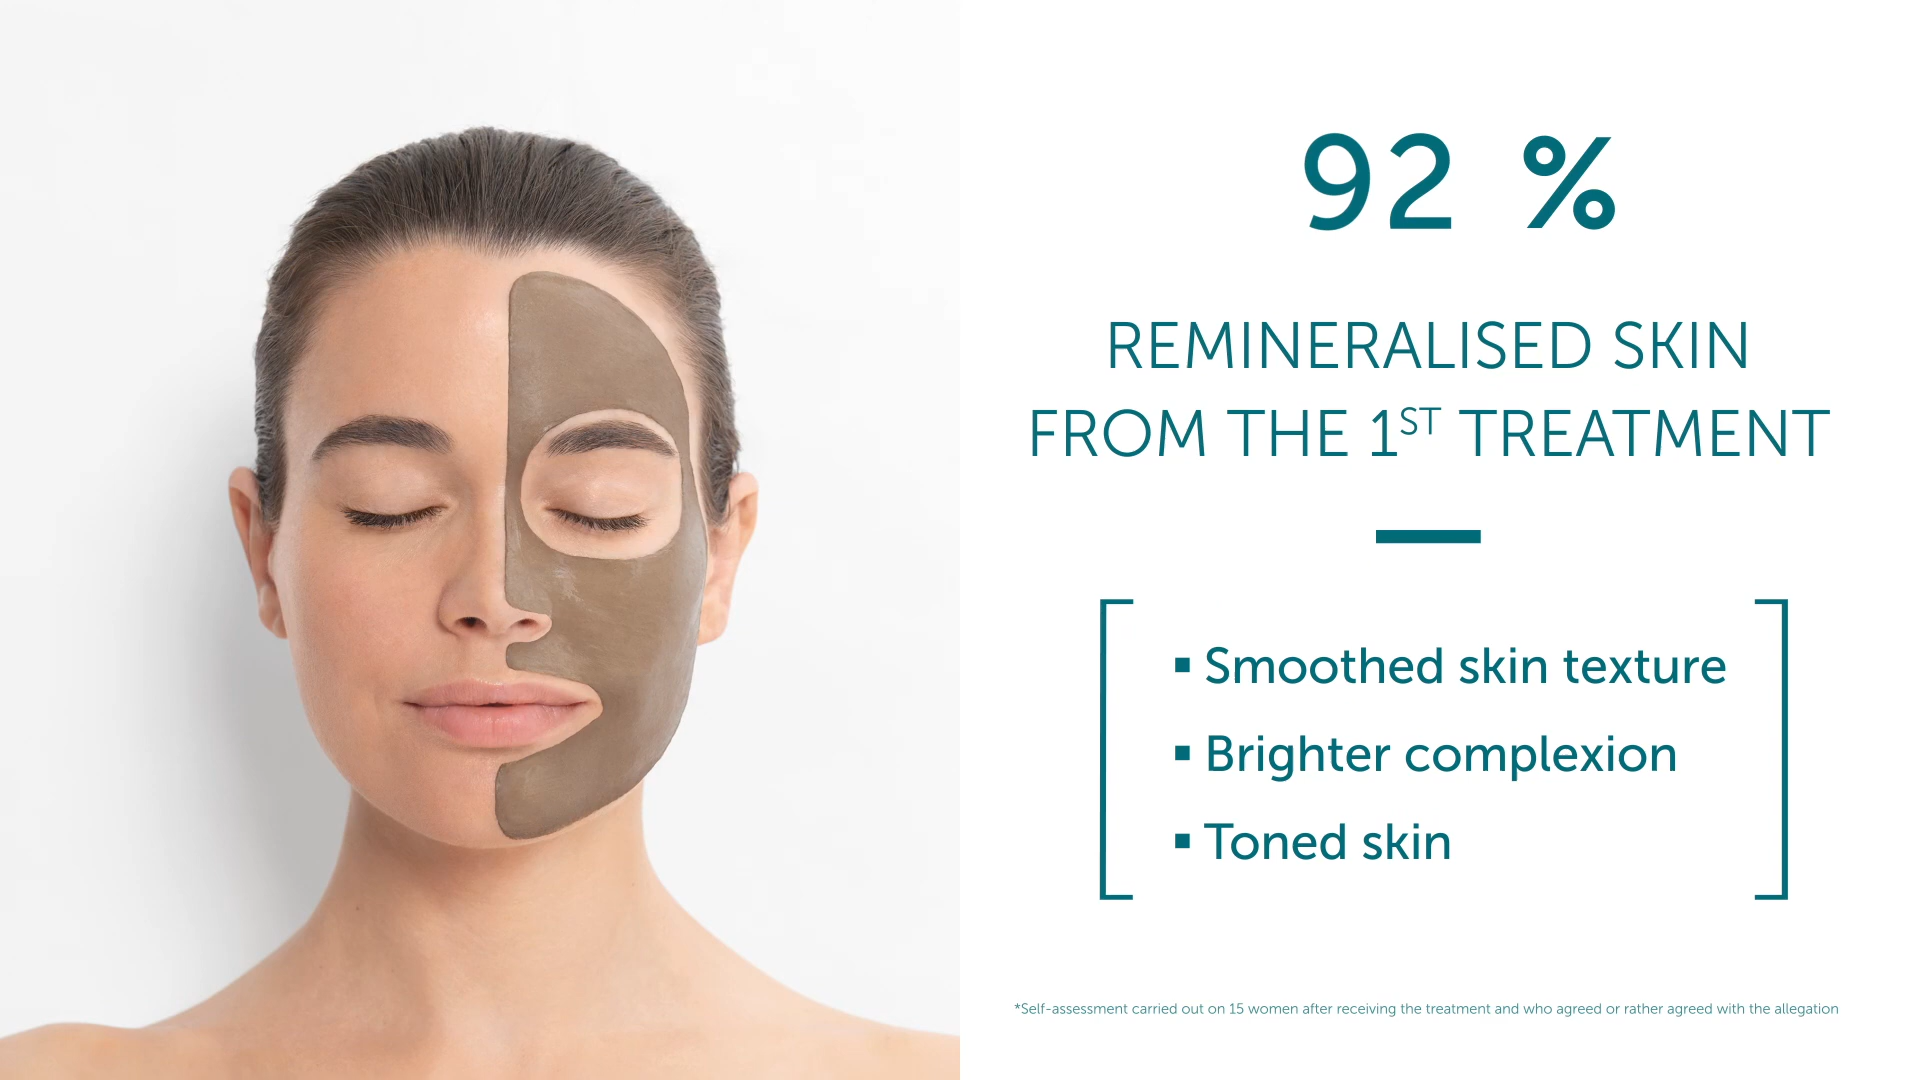 92 %
REMINERALISED SKIN
FROM THE 1ST TREATMENT
▪ Smoothed skin texture
▪ Brighter complexion
▪ Toned skin
*Self-assessment carried out on 15 women after receiving the treatment and who agreed or rather agreed with the allegation